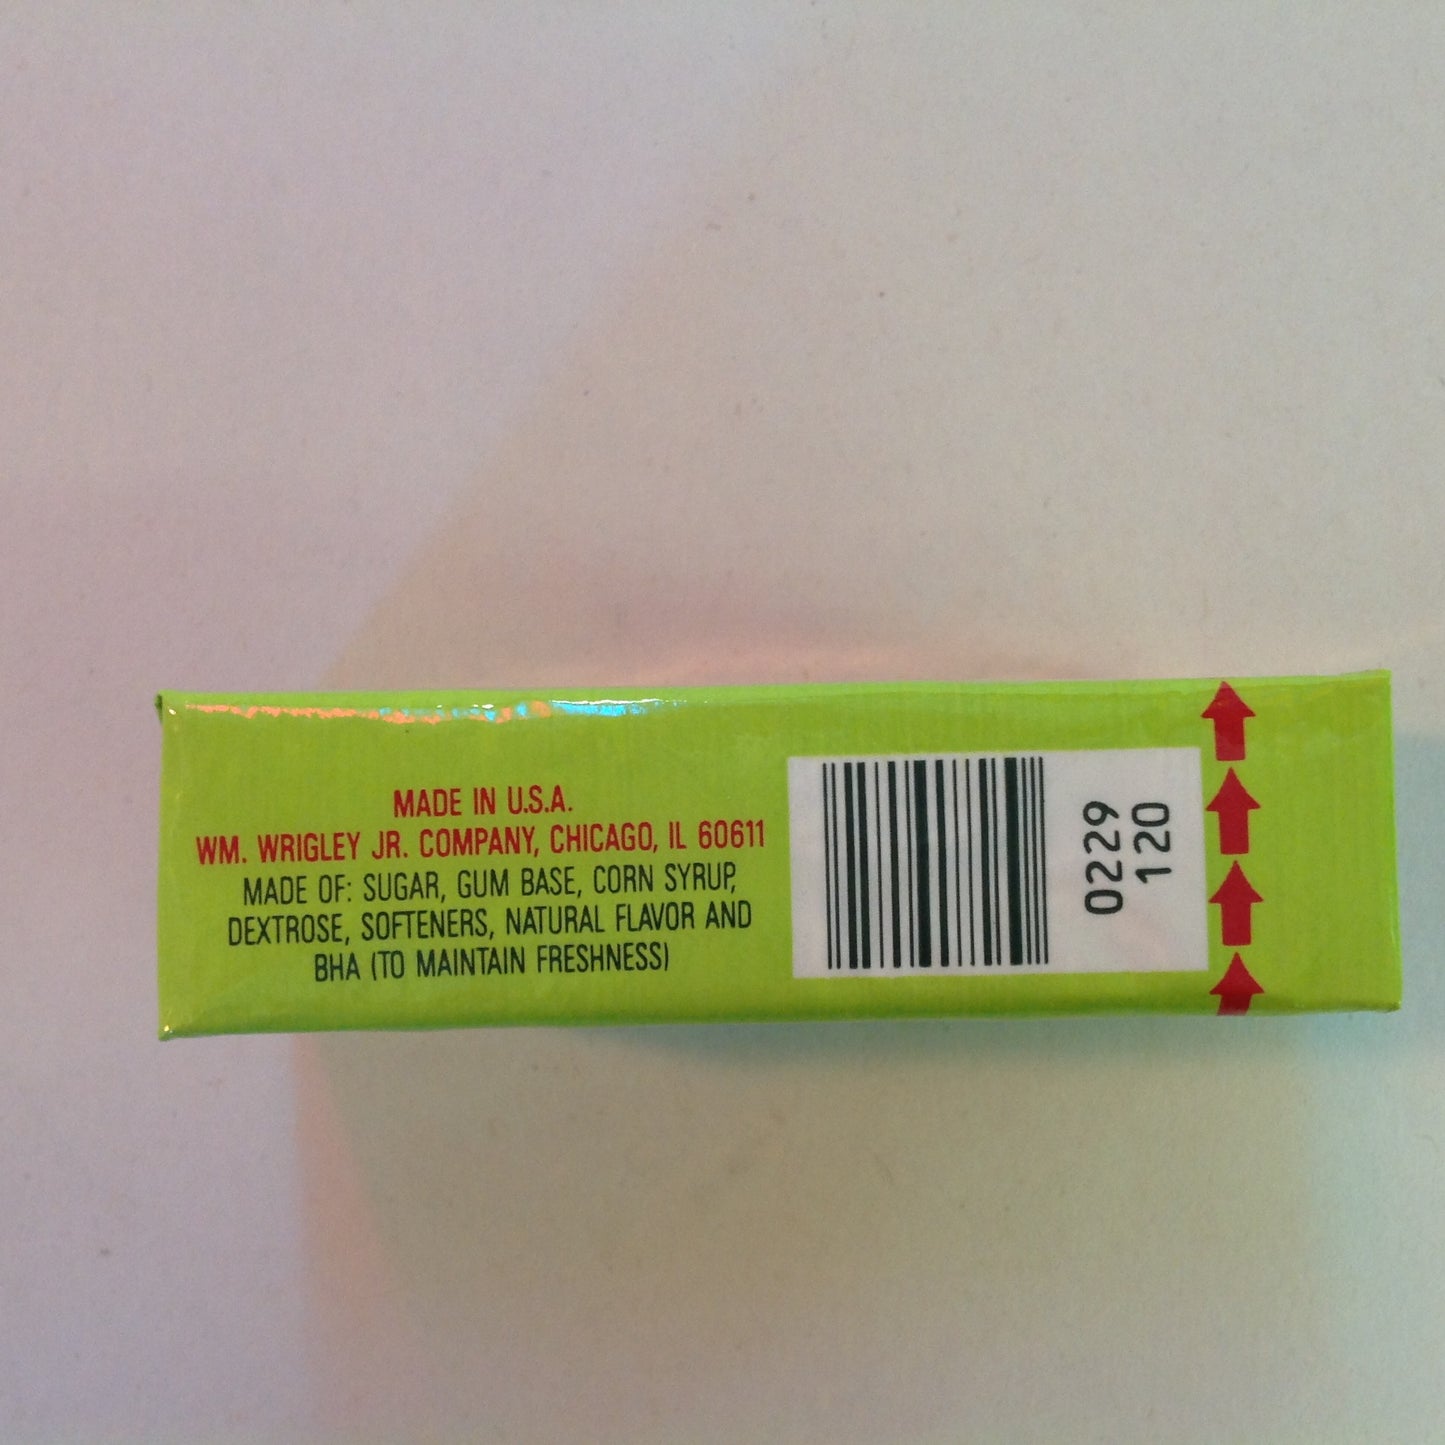 MADE IN U.S.A.
WM. WRIGLEY JR. COMPANY, CHICAGO, IL 60611
MADE OF: SUGAR, GUM BASE, CORN SYRUP,
DEXTROSE, SOFTENERS, NATURAL FLAVOR AND
BHA (TO MAINTAIN FRESHNESS)
0229
120